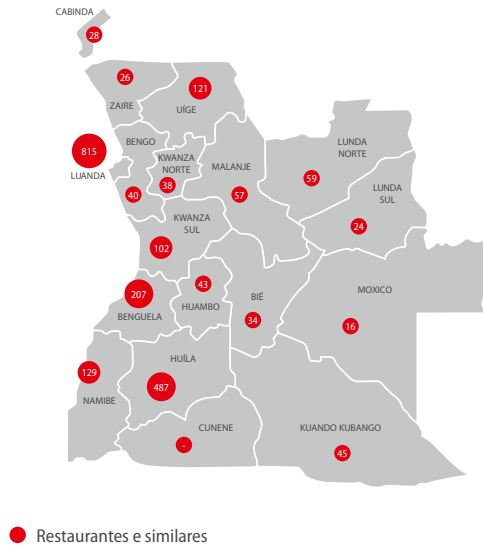 CABINDA
28
26
ZAIRE
121
UÍGE
815
LUANDA
BENGO
40
KWANZA
NORTE
38
MALANJE
57
LUNDA
NORTE
59
LUNDA
SUL
24
KWANZA
SUL
102
207
BENGUELA
43
HUAMBO
BIÉ
34
MOXICO
16
129
NAMIBE
HUÍLA
487
CUNENE
-
KUANDO KUBANGO
45
Restaurantes e similares